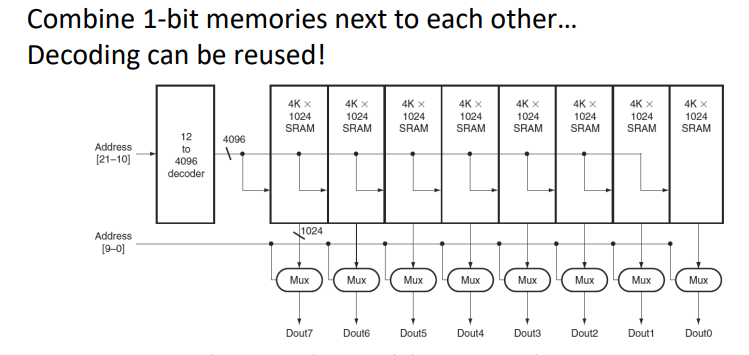 Combine 1-bit memories next to each other…
Decoding can be reused!
4K × 1024 SRAM
4K × 1024 SRAM
4K × 1024 SRAM
4K × 1024 SRAM
4K × 1024 SRAM
4K × 1024 SRAM
4K × 1024 SRAM
4K × 1024 SRAM
Address
[21–10]
12
to
4096
decoder
4096
Address
[9–0]
1024
Mux Mux Mux Mux Mux Mux Mux Mux
Dout7 Dout6 Dout5 Dout4 Dout3 Dout2 Dout1 Dout0